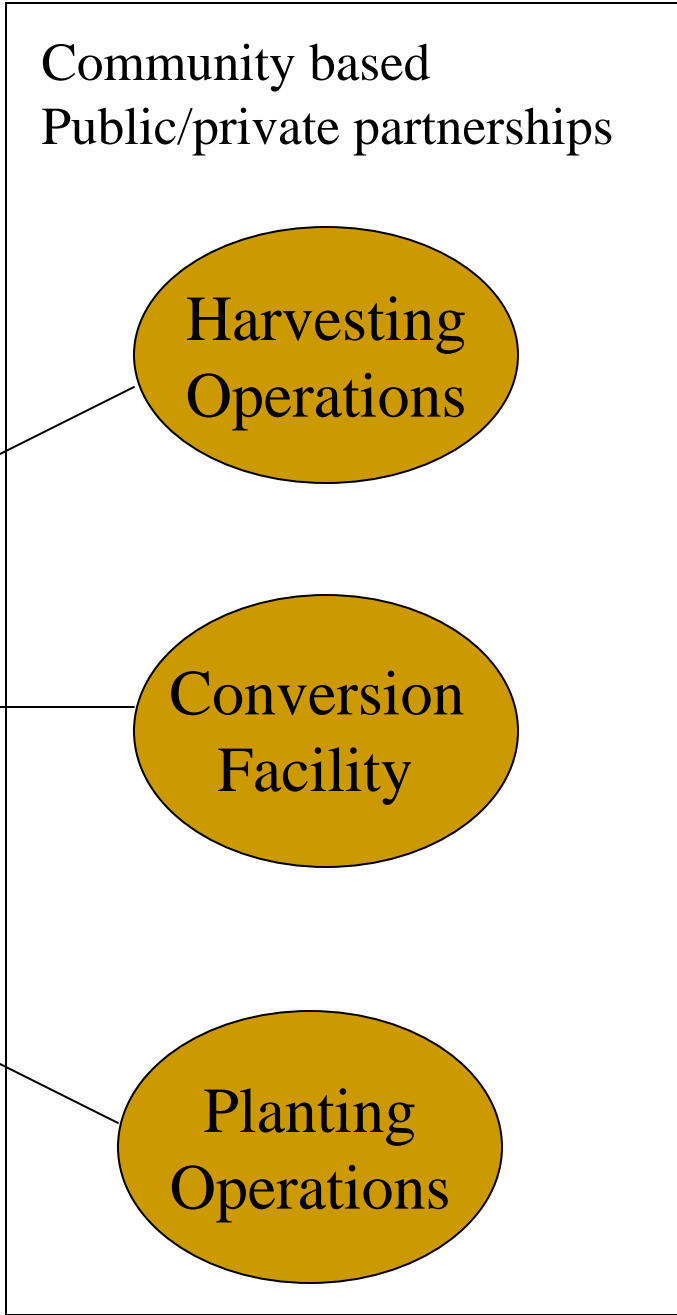 Community based
Public/private partnerships
Harvesting
Operations
Conversion
Facility
Planting
Operations